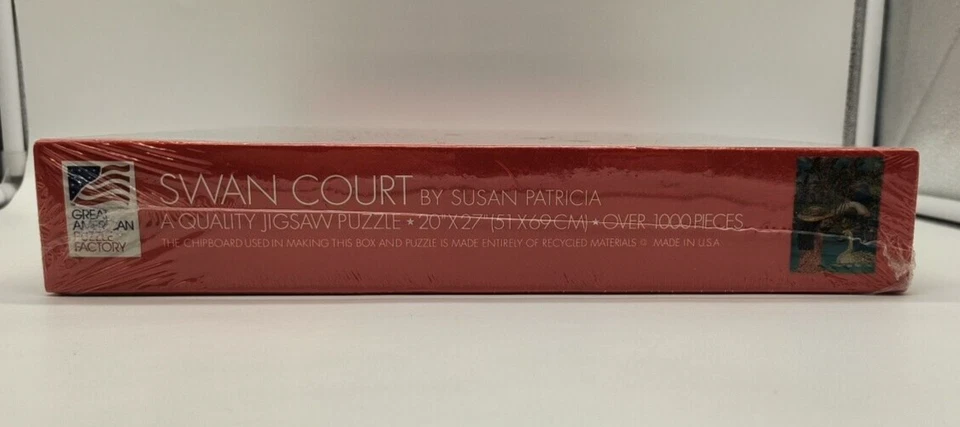 GREAT
AMERICAN
PUZZLE
FACTORY
SWAN COURT BY SUSAN PATRICIA
A QUALITY JIGSAW PUZZLE ★ 20" X 27" (51 X 69 CM) ★ OVER 1000 PIECES
THE CHIPBOARD USED IN MAKING THIS BOX AND PUZZLE IS MADE ENTIRELY OF RECYCLED MATERIALS MADE IN U.S.A